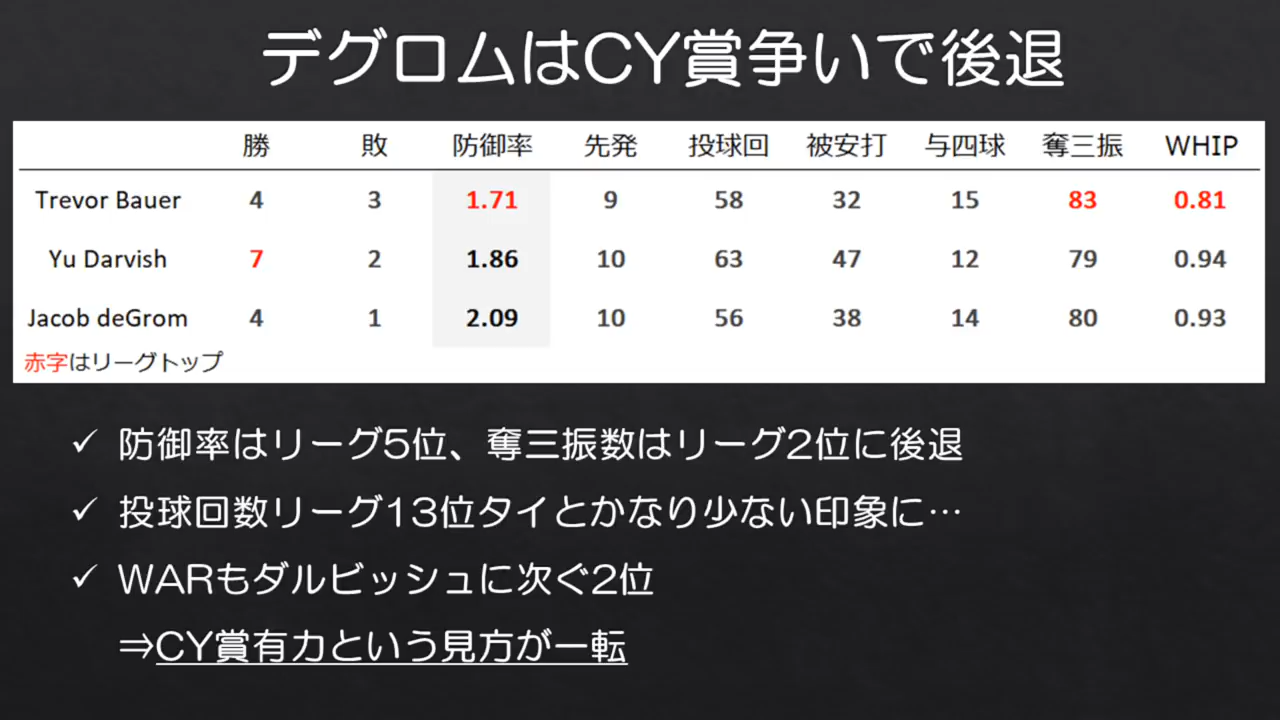 デグロムはCY賞争いで後退
勝 敗 防御率 先発 投球回 被安打 与四球 奪三振 WHIP
Trevor Bauer 4 3 1.71 9 58 32 15 83 0.81
Yu Darvish 7 2 1.86 10 63 47 12 79 0.94
Jacob deGrom 4 1 2.09 10 56 38 14 80 0.93
赤字はリーグトップ
✓ 防御率はリーグ5位、奪三振数はリーグ2位に後退
✓ 投球回数リーグ13位タイとかなり少ない印象に…
✓ WARもダルビッシュに次ぐ2位
⇒CY賞有力という見方が一転